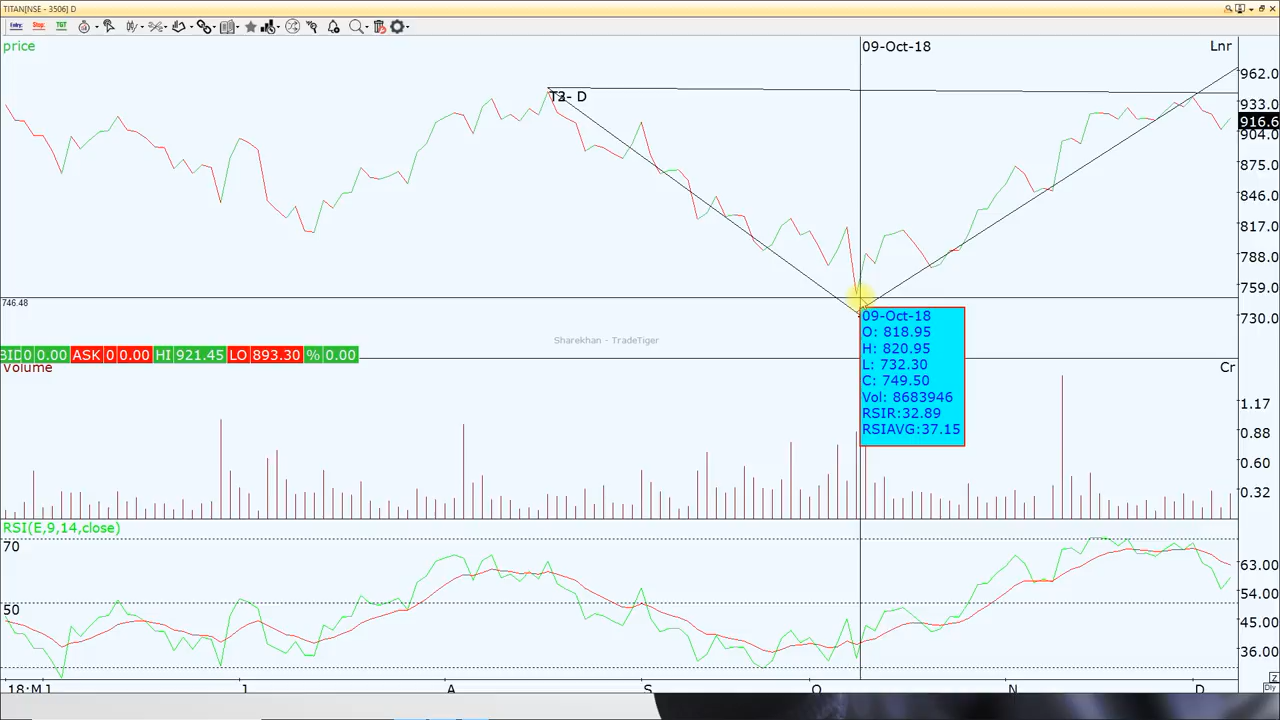 TITAN[NSE - 3506] D
price
09-Oct-18
Lnr
962.0
T2- D
933.0
916.6
904.0
875.0
846.0
817.0
788.0
759.0
746.48
730.0
09-Oct-18
O: 818.95
H: 820.95
L: 732.30
C: 749.50
Vol: 8683946
RSIR:32.89
RSIAVG:37.15
Sharekhan - TradeTiger
BID 0 0.00 ASK 0 0.00 HI 921.45 LO 893.30 % 0.00
volume
Cr
1.17
0.88
0.60
0.32
RSI(E,9,14,close)
70
63.00
54.00
50
45.00
36.00
A S O N D
Dly